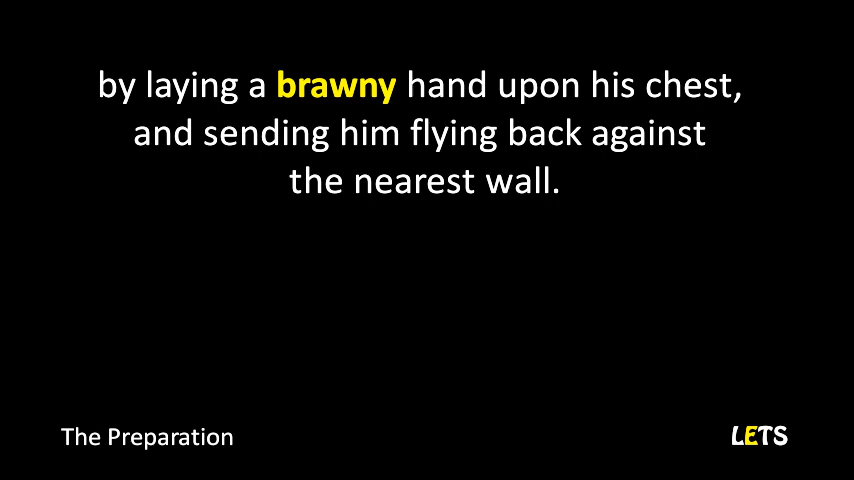 by laying a brawny hand upon his chest,
and sending him flying back against
the nearest wall.
The Preparation
LETS